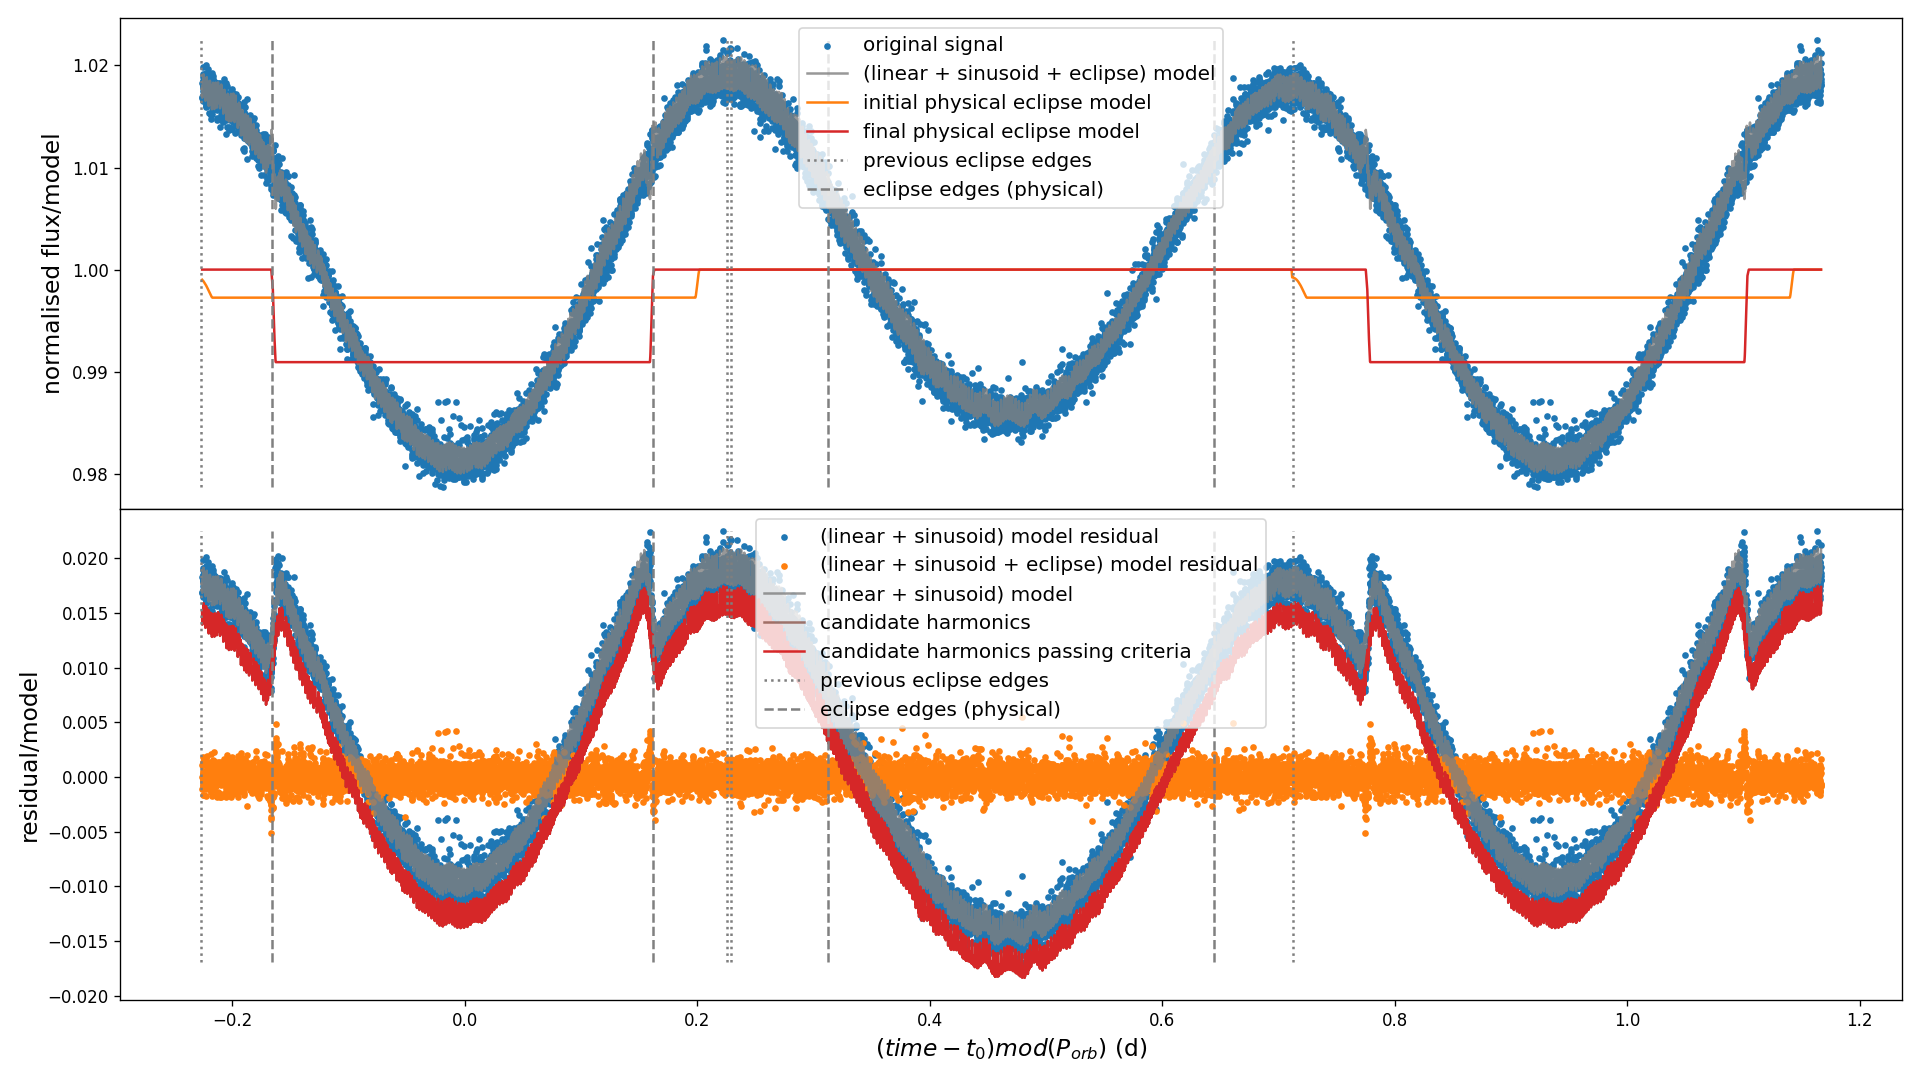 1.02
1.01
1.00
0.99
0.98
normalised flux/model
original signal
(linear + sinusoid + eclipse) model
initial physical eclipse model
final physical eclipse model
previous eclipse edges
eclipse edges (physical)
0.020
0.015
0.010
0.005
0.000
−0.005
−0.010
−0.015
−0.020
residual/model
(linear + sinusoid) model residual
(linear + sinusoid + eclipse) model residual
(linear + sinusoid) model
candidate harmonics
candidate harmonics passing criteria
previous eclipse edges
eclipse edges (physical)
−0.2 0.0 0.2 0.4 0.6 0.8 1.0 1.2
(time − t₀)mod(Pₒᵣb) (d)